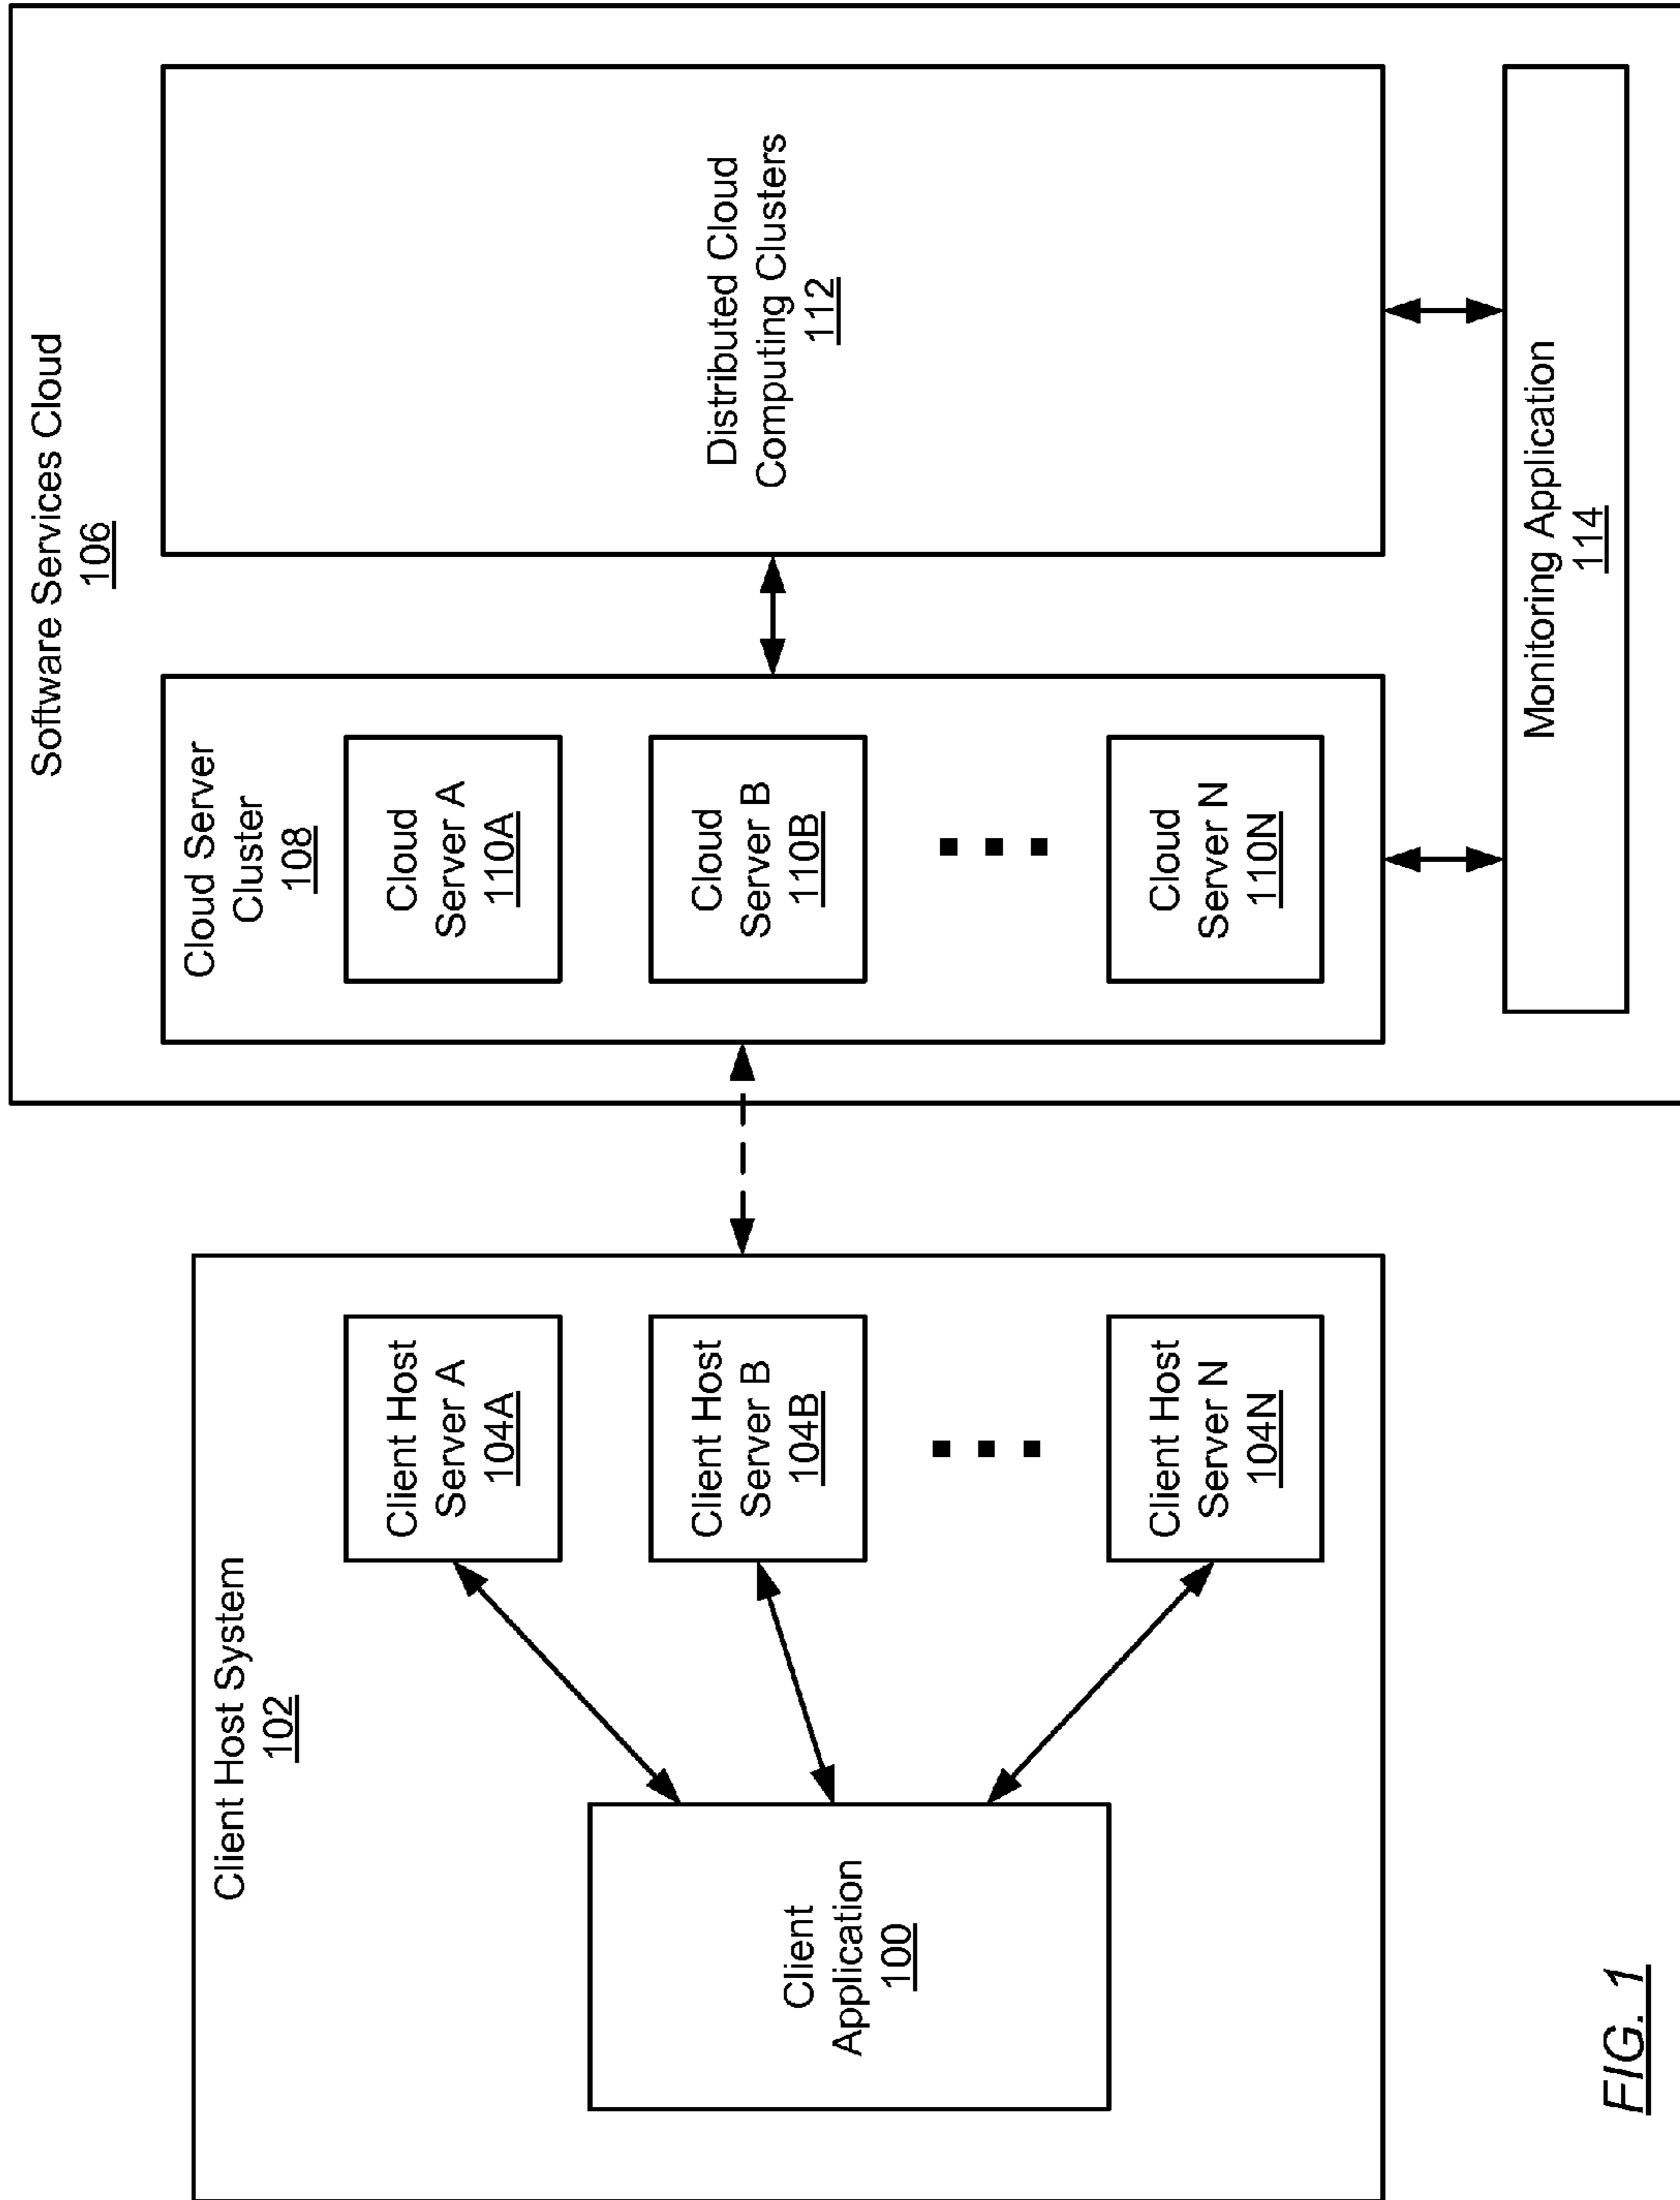 Client Host System
102
Client
Application
100
Client Host
Server A
104A
Client Host
Server B
104B
Client Host
Server N
104N
Software Services Cloud
106
Cloud Server
Cluster
108
Cloud
Server A
110A
Cloud
Server B
110B
Cloud
Server N
110N
Distributed Cloud
Computing Clusters
112
Monitoring Application
114
FIG. 1